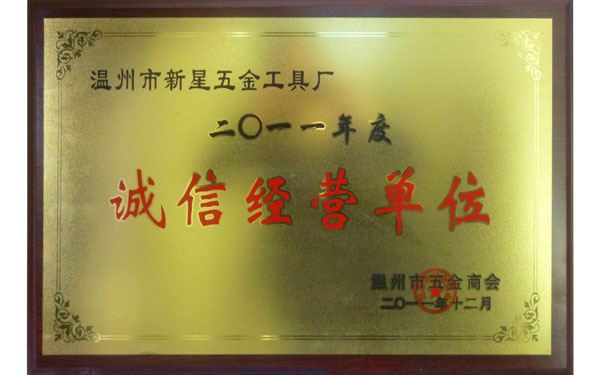 温州市新星五金工具厂
二〇一一年度
诚信经营单位
温州市五金商会
二〇一一年十二月